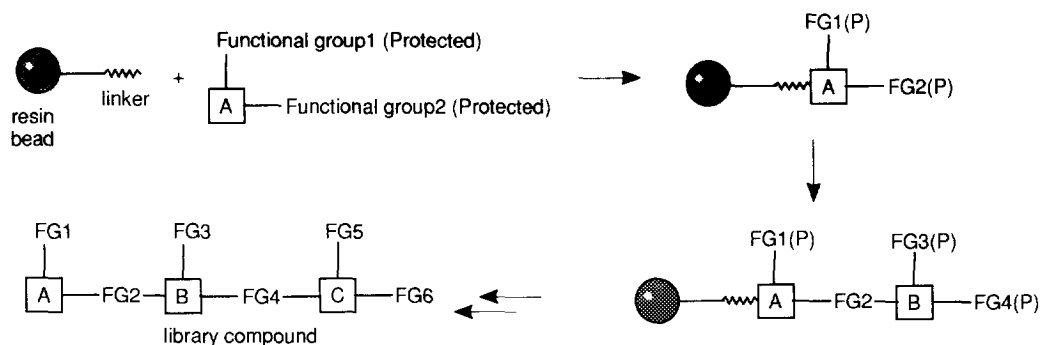 Functional group1 (Protected)
resin
bead
linker
+
A
Functional group2 (Protected)
FG1(P)
A
FG2(P)
FG1
FG3
FG5
A
FG2
B
FG4
C
FG6
library compound
FG1(P)
FG3(P)
A
FG2
B
FG4(P)